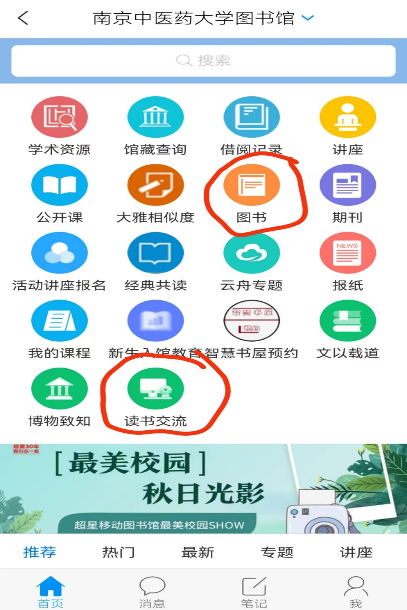 南京中医药大学图书馆
搜索
学术资源 馆藏查询 借阅记录 讲座
公开课 大雅相似度 图书 期刊
NEWS
活动讲座报名 经典共读 云舟专题 报纸
我的课程 新生入馆教育 智慧书屋预约 文以载道
博物致知 读书交流
[最美校园]
秋日光影
超星移动图书馆最美校园SHOW
推荐 热门 最新 专题 讲座
首页 消息 笔记 我